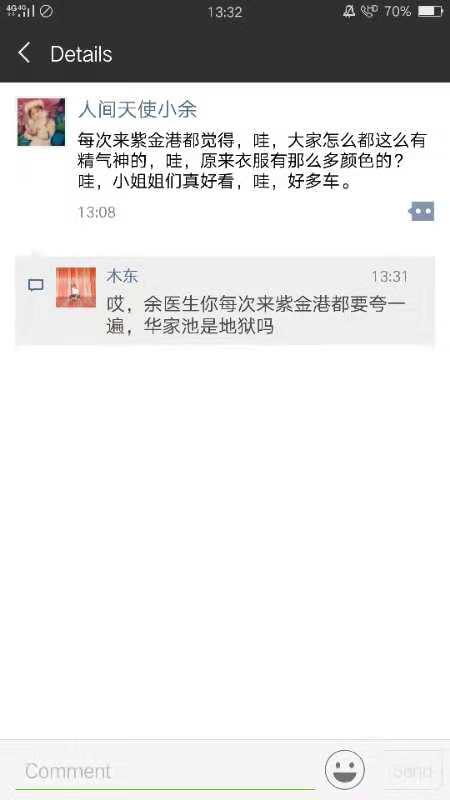 4G 4G
13:32
HD
70%
Details
人间天使小余
每次来紫金港都觉得，哇，大家怎么都这么有
精气神的，哇，原来衣服有那么多颜色的？
哇，小姐姐们真好看，哇，好多车。
13:08
木东
13:31
哎，余医生你每次来紫金港都要夸一
遍，华家池是地狱吗
Comment
Send